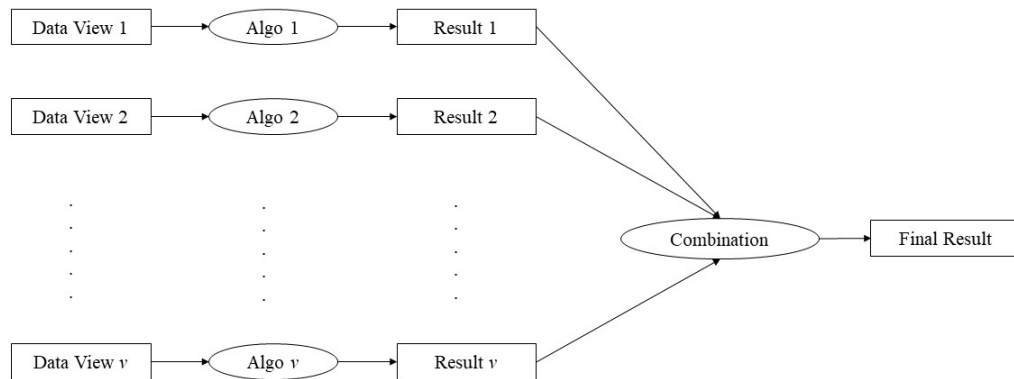 Data View 1
Algo 1
Result 1
Data View 2
Algo 2
Result 2
Combination
Final Result
Data View v
Algo v
Result v